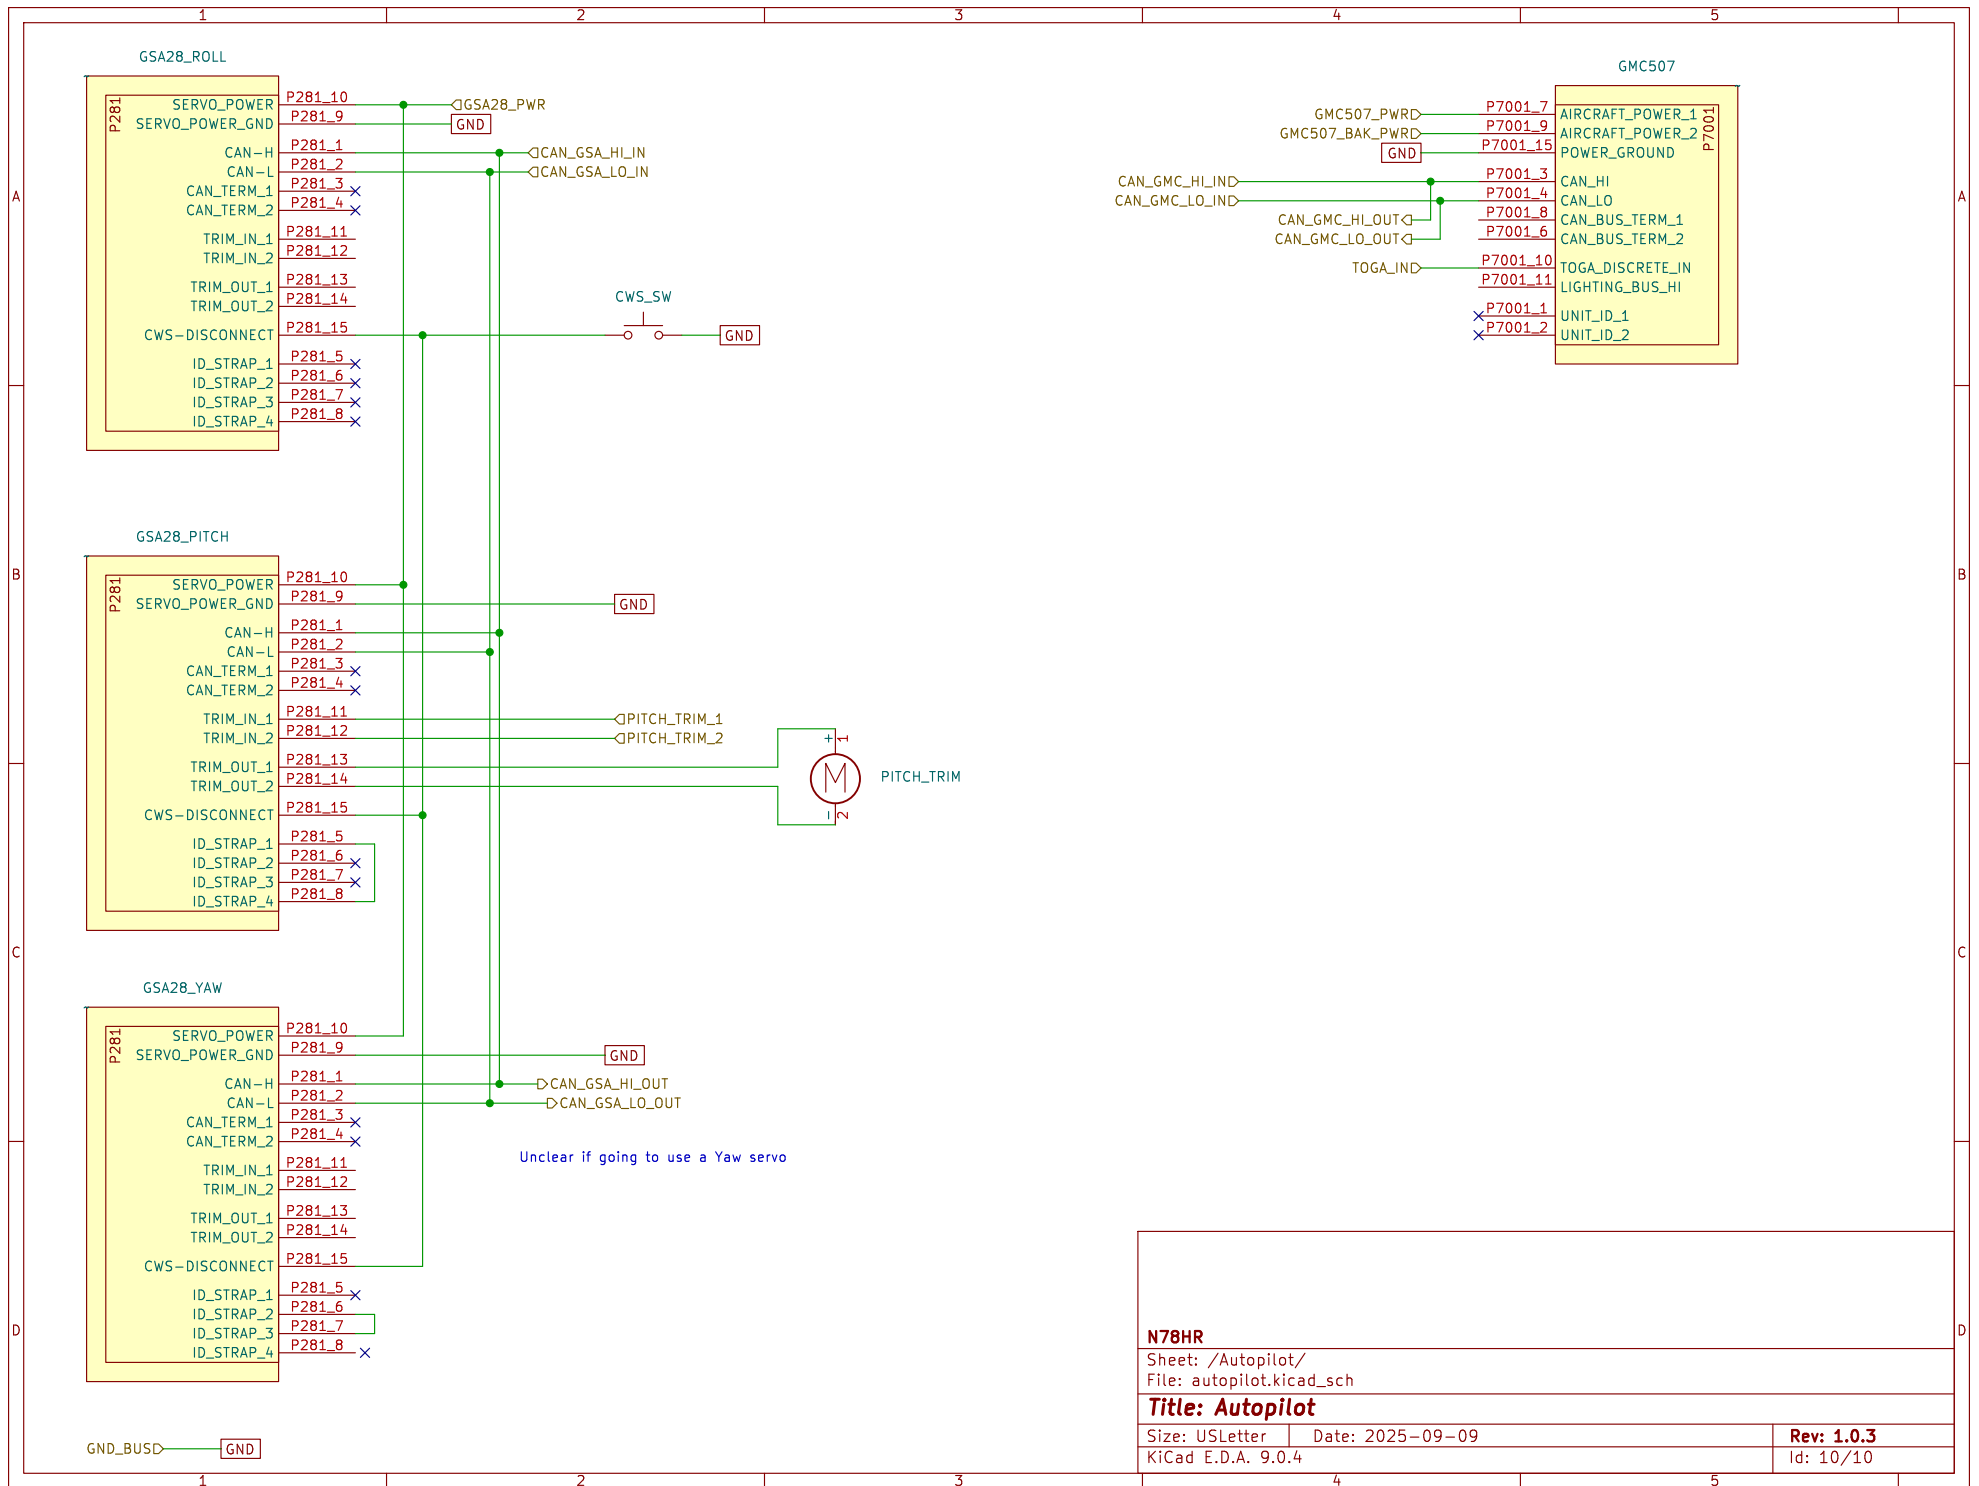 1 2 3 4 5
A
B
C
D
A
B
C
D
GSA28_ROLL
P281
SERVO_POWER P281_10 GSA28_PWR
SERVO_POWER_GND P281_9 GND
CAN-H P281_1 CAN_GSA_HI_IN
CAN-L P281_2 CAN_GSA_LO_IN
CAN_TERM_1 P281_3
CAN_TERM_2 P281_4
TRIM_IN_1 P281_11
TRIM_IN_2 P281_12
TRIM_OUT_1 P281_13
TRIM_OUT_2 P281_14
CWS_SW
CWS-DISCONNECT P281_15 GND
ID_STRAP_1 P281_5
ID_STRAP_2 P281_6
ID_STRAP_3 P281_7
ID_STRAP_4 P281_8
GMC507
P7001
GMC507_PWR P7001_7 AIRCRAFT_POWER_1
GMC507_BAK_PWR P7001_9 AIRCRAFT_POWER_2
GND P7001_15 POWER_GROUND
CAN_GMC_HI_IN P7001_3 CAN_HI
CAN_GMC_LO_IN P7001_4 CAN_LO
CAN_GMC_HI_OUT P7001_8 CAN_BUS_TERM_1
CAN_GMC_LO_OUT P7001_6 CAN_BUS_TERM_2
TOGA_IN P7001_10 TOGA_DISCRETE_IN
P7001_11 LIGHTING_BUS_HI
P7001_1 UNIT_ID_1
P7001_2 UNIT_ID_2
GSA28_PITCH
P281
SERVO_POWER P281_10
SERVO_POWER_GND P281_9 GND
CAN-H P281_1
CAN-L P281_2
CAN_TERM_1 P281_3
CAN_TERM_2 P281_4
TRIM_IN_1 P281_11 PITCH_TRIM_1
TRIM_IN_2 P281_12 PITCH_TRIM_2
TRIM_OUT_1 P281_13
TRIM_OUT_2 P281_14
+ 1
M PITCH_TRIM
- 2
CWS-DISCONNECT P281_15
ID_STRAP_1 P281_5
ID_STRAP_2 P281_6
ID_STRAP_3 P281_7
ID_STRAP_4 P281_8
GSA28_YAW
P281
SERVO_POWER P281_10
SERVO_POWER_GND P281_9 GND
CAN-H P281_1 CAN_GSA_HI_OUT
CAN-L P281_2 CAN_GSA_LO_OUT
CAN_TERM_1 P281_3
CAN_TERM_2 P281_4
Unclear if going to use a Yaw servo
TRIM_IN_1 P281_11
TRIM_IN_2 P281_12
TRIM_OUT_1 P281_13
TRIM_OUT_2 P281_14
CWS-DISCONNECT P281_15
ID_STRAP_1 P281_5
ID_STRAP_2 P281_6
ID_STRAP_3 P281_7
ID_STRAP_4 P281_8
GND_BUS GND
N78HR
Sheet: /Autopilot/
File: autopilot.kicad_sch
Title: Autopilot
Size: USLetter Date: 2025-09-09 Rev: 1.0.3
KiCad E.D.A. 9.0.4 Id: 10/10
1 2 3 4 5